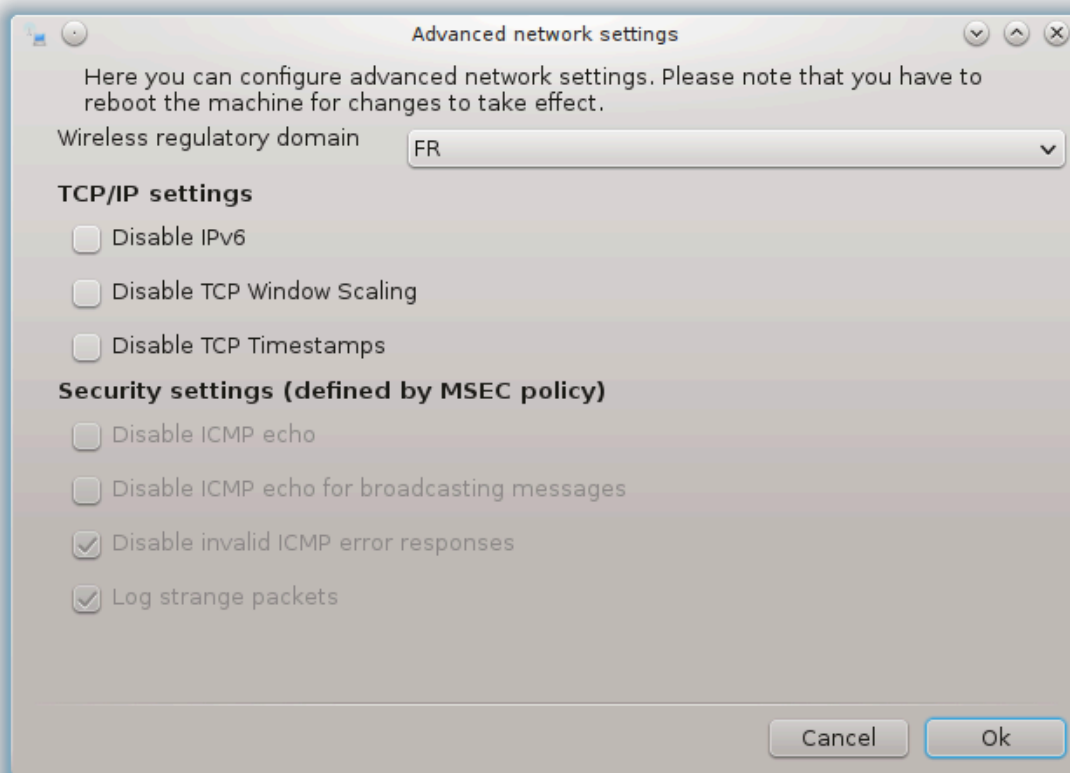 Advanced network settings
Here you can configure advanced network settings. Please note that you have to
reboot the machine for changes to take effect.
Wireless regulatory domain
FR
TCP/IP settings
Disable IPv6
Disable TCP Window Scaling
Disable TCP Timestamps
Security settings (defined by MSEC policy)
Disable ICMP echo
Disable ICMP echo for broadcasting messages
Disable invalid ICMP error responses
Log strange packets
Cancel
Ok